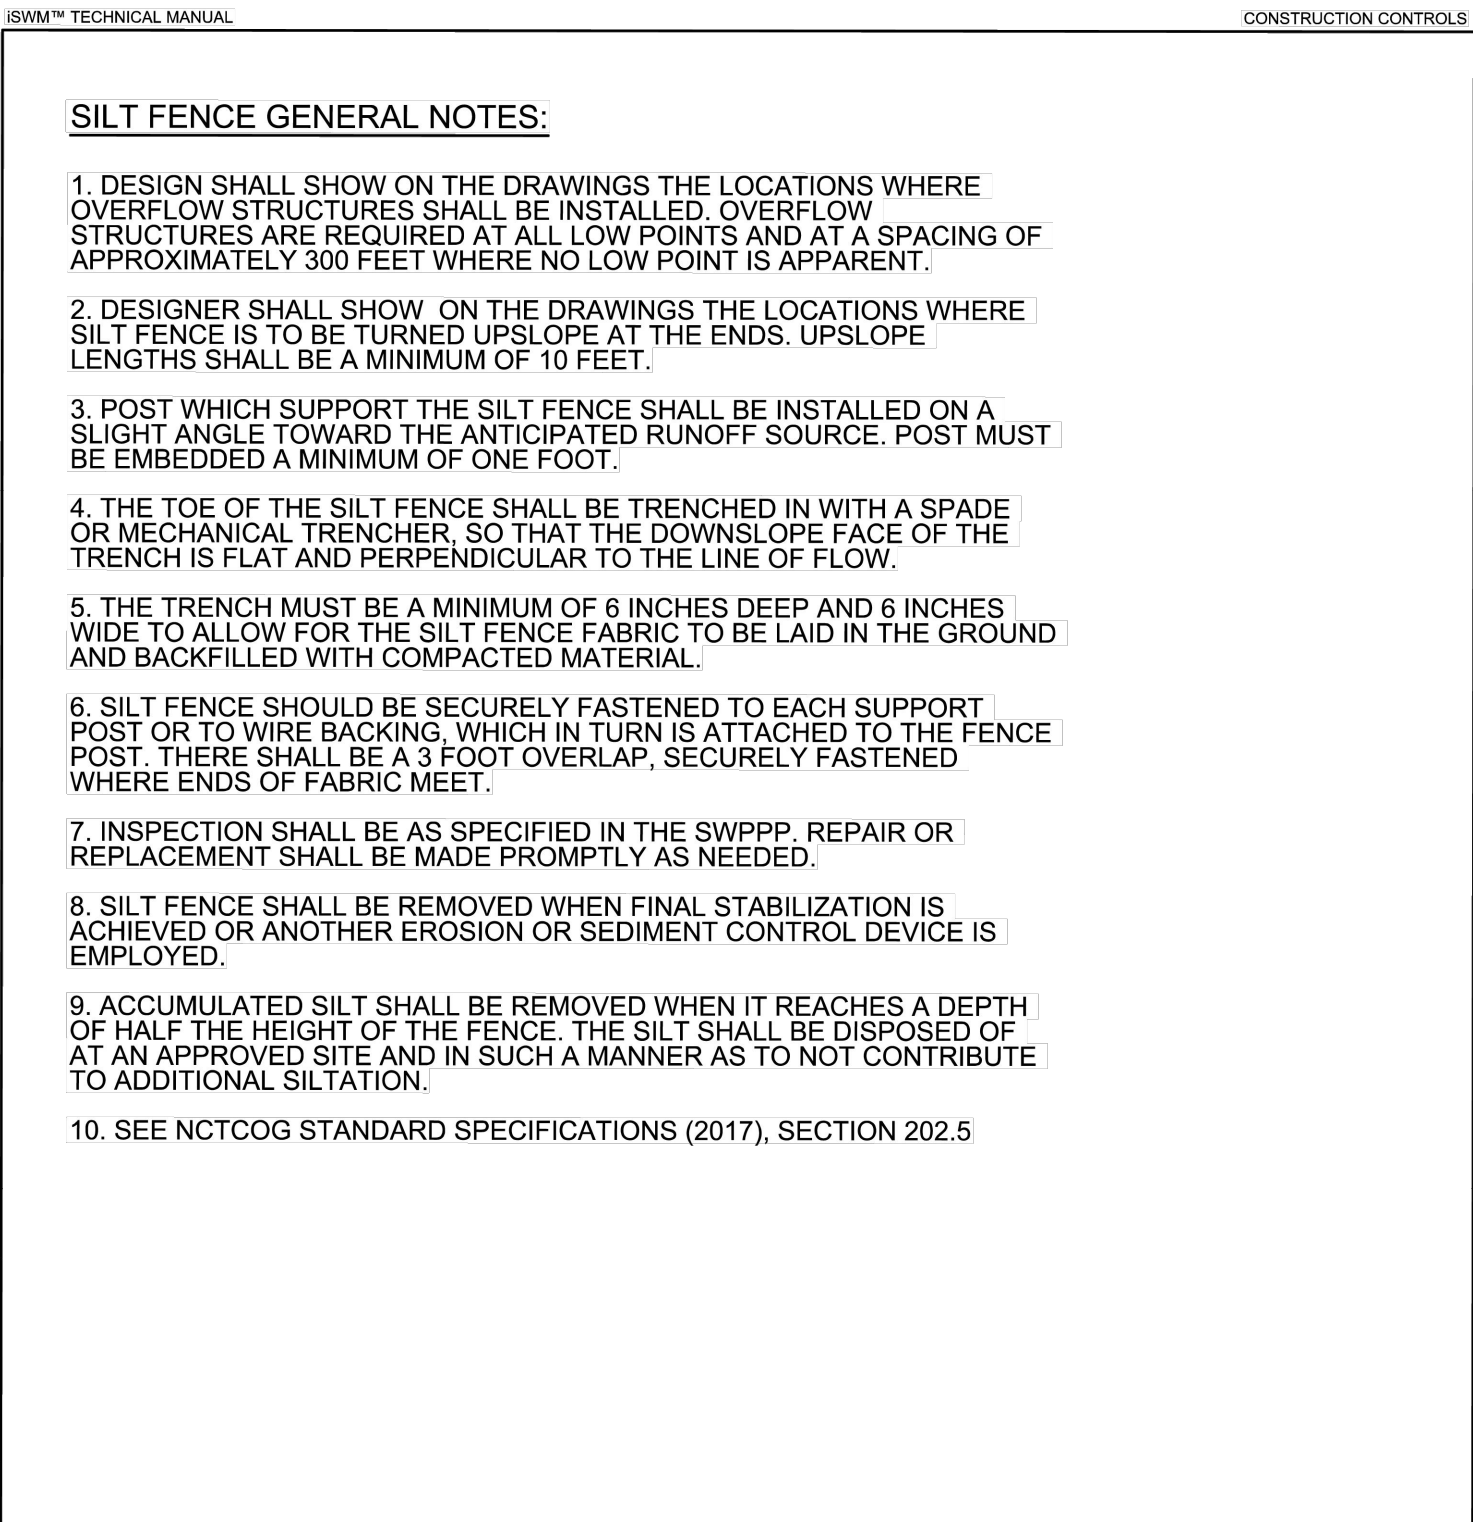 iSWM™ TECHNICAL MANUAL
CONSTRUCTION CONTROLS
SILT FENCE GENERAL NOTES:
1. DESIGN SHALL SHOW ON THE DRAWINGS THE LOCATIONS WHERE
OVERFLOW STRUCTURES SHALL BE INSTALLED. OVERFLOW
STRUCTURES ARE REQUIRED AT ALL LOW POINTS AND AT A SPACING OF
APPROXIMATELY 300 FEET WHERE NO LOW POINT IS APPARENT.
2. DESIGNER SHALL SHOW  ON THE DRAWINGS THE LOCATIONS WHERE
SILT FENCE IS TO BE TURNED UPSLOPE AT THE ENDS. UPSLOPE
LENGTHS SHALL BE A MINIMUM OF 10 FEET.
3. POST WHICH SUPPORT THE SILT FENCE SHALL BE INSTALLED ON A
SLIGHT ANGLE TOWARD THE ANTICIPATED RUNOFF SOURCE. POST MUST
BE EMBEDDED A MINIMUM OF ONE FOOT.
4. THE TOE OF THE SILT FENCE SHALL BE TRENCHED IN WITH A SPADE
OR MECHANICAL TRENCHER, SO THAT THE DOWNSLOPE FACE OF THE
TRENCH IS FLAT AND PERPENDICULAR TO THE LINE OF FLOW.
5. THE TRENCH MUST BE A MINIMUM OF 6 INCHES DEEP AND 6 INCHES
WIDE TO ALLOW FOR THE SILT FENCE FABRIC TO BE LAID IN THE GROUND
AND BACKFILLED WITH COMPACTED MATERIAL.
6. SILT FENCE SHOULD BE SECURELY FASTENED TO EACH SUPPORT
POST OR TO WIRE BACKING, WHICH IN TURN IS ATTACHED TO THE FENCE
POST. THERE SHALL BE A 3 FOOT OVERLAP, SECURELY FASTENED
WHERE ENDS OF FABRIC MEET.
7. INSPECTION SHALL BE AS SPECIFIED IN THE SWPPP. REPAIR OR
REPLACEMENT SHALL BE MADE PROMPTLY AS NEEDED.
8. SILT FENCE SHALL BE REMOVED WHEN FINAL STABILIZATION IS
ACHIEVED OR ANOTHER EROSION OR SEDIMENT CONTROL DEVICE IS
EMPLOYED.
9. ACCUMULATED SILT SHALL BE REMOVED WHEN IT REACHES A DEPTH
OF HALF THE HEIGHT OF THE FENCE. THE SILT SHALL BE DISPOSED OF
AT AN APPROVED SITE AND IN SUCH A MANNER AS TO NOT CONTRIBUTE
TO ADDITIONAL SILTATION.
10. SEE NCTCOG STANDARD SPECIFICATIONS (2017), SECTION 202.5